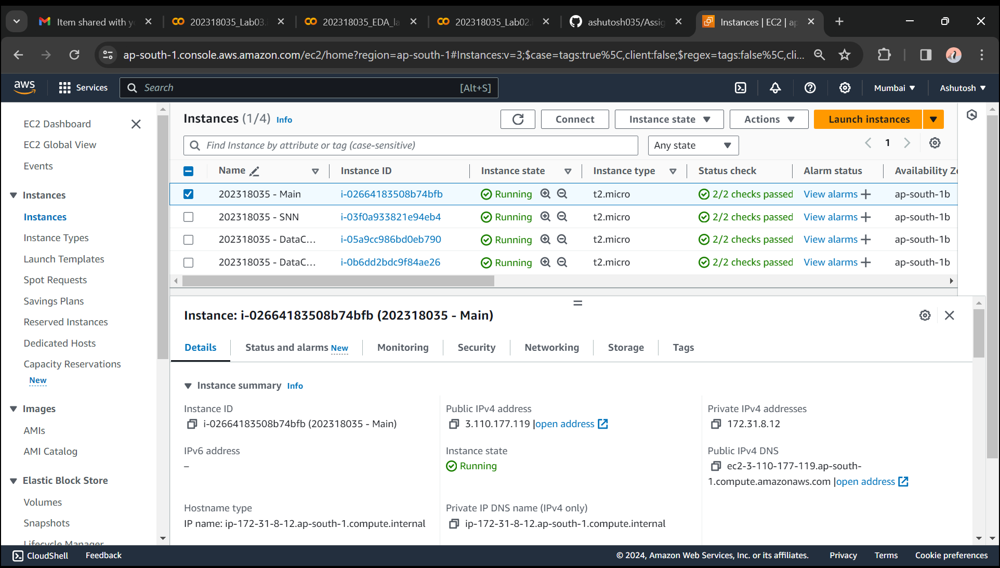 Item shared with y
202318035_Lab03.
202318035_EDA_la
202318035_Lab02.
ashutosh035/Assig
Instances | EC2 | ap
ap-south-1.console.aws.amazon.com/ec2/home?region=ap-south-1#Instances:v=3;$case=tags:true%5C,client:false;$regex=tags:false%5C,cli...
aws
Services
Search
[Alt+S]
Mumbai
Ashutosh
EC2 Dashboard
EC2 Global View
Events
Instances
Instances
Instance Types
Launch Templates
Spot Requests
Savings Plans
Reserved Instances
Dedicated Hosts
Capacity Reservations
New
Images
AMIs
AMI Catalog
Elastic Block Store
Volumes
Snapshots
Lifecycle Manager
Instances (1/4) Info
Connect
Instance state
Actions
Launch instances
Find Instance by attribute or tag (case-sensitive)
Any state
1
Name Instance ID Instance state Instance type Status check Alarm status Availability Z
202318035 - Main i-02664183508b74bfb Running t2.micro 2/2 checks passed View alarms ap-south-1b
202318035 - SNN i-03f0a933821e94eb4 Running t2.micro 2/2 checks passed View alarms ap-south-1b
202318035 - DataC... i-05a9cc986bd0eb790 Running t2.micro 2/2 checks passed View alarms ap-south-1b
202318035 - DataC... i-0b6dd2bdc9f84ae26 Running t2.micro 2/2 checks passed View alarms ap-south-1b
Instance: i-02664183508b74bfb (202318035 - Main)
Details
Status and alarms New
Monitoring
Security
Networking
Storage
Tags
Instance summary Info
Instance ID
i-02664183508b74bfb (202318035 - Main)
Public IPv4 address
3.110.177.119 |open address
Private IPv4 addresses
172.31.8.12
IPv6 address
–
Instance state
Running
Public IPv4 DNS
ec2-3-110-177-119.ap-south-
1.compute.amazonaws.com |open address
Hostname type
IP name: ip-172-31-8-12.ap-south-1.compute.internal
Private IP DNS name (IPv4 only)
ip-172-31-8-12.ap-south-1.compute.internal
CloudShell
Feedback
© 2024, Amazon Web Services, Inc. or its affiliates.
Privacy
Terms
Cookie preferences